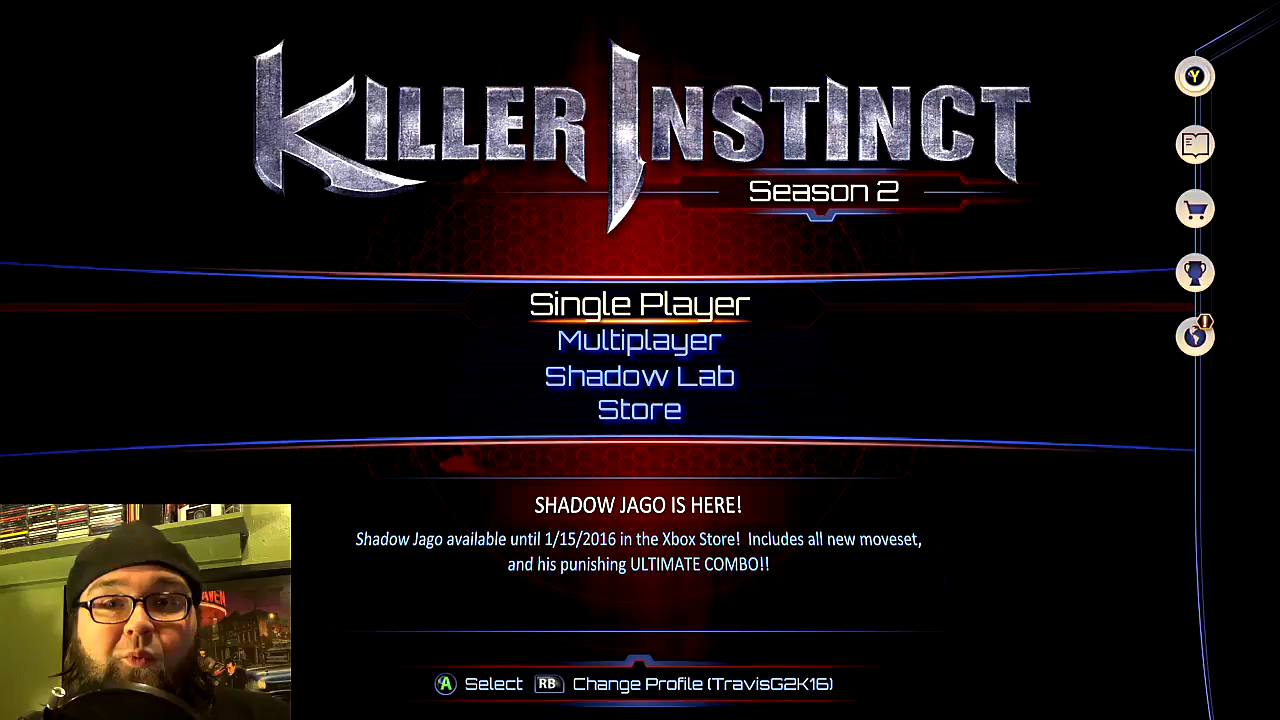 KILLER INSTINCT
Season 2
Y
Single Player
Multiplayer
Shadow Lab
Store
SHADOW JAGO IS HERE!
Shadow Jago available until 1/15/2016 in the Xbox Store! Includes all new moveset,
and his punishing ULTIMATE COMBO!!
A Select RB Change Profile (TravisG2K16)